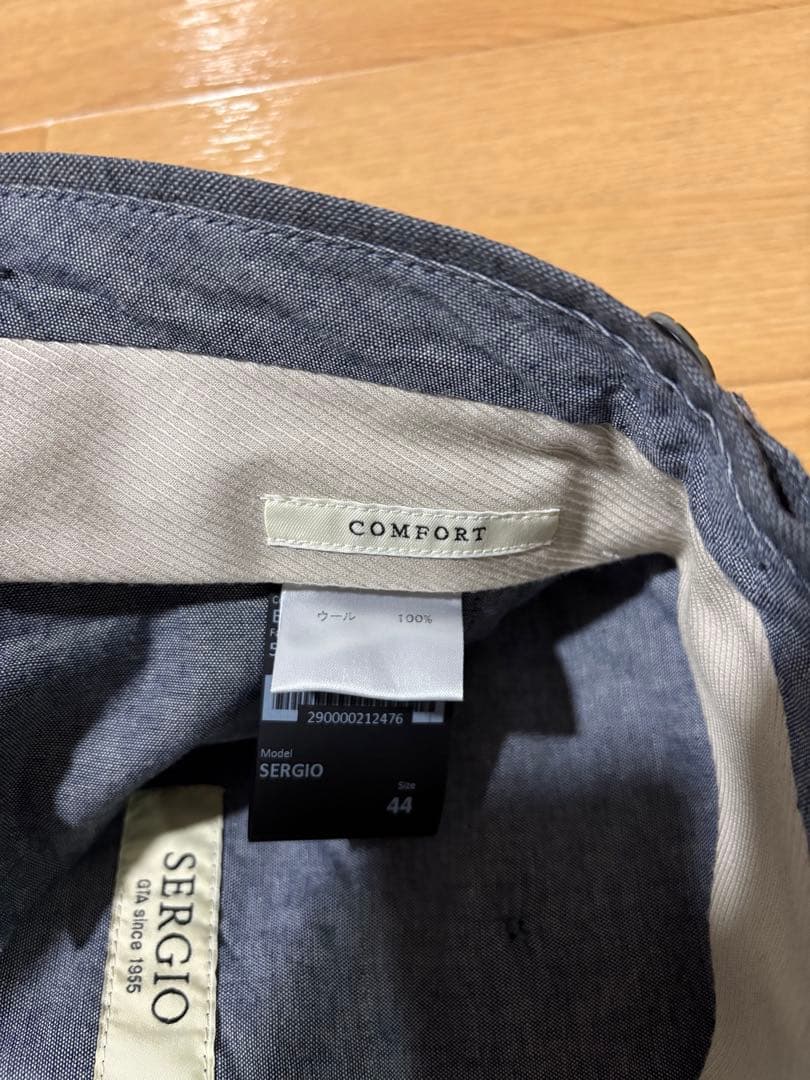 COMFORT
ウール 100%
290000212476
Model
SERGIO
Size
44
SERGIO
GTA since 1955